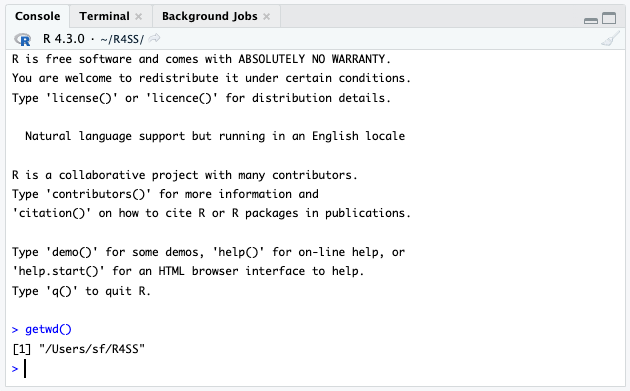 Console Terminal Background Jobs
R 4.3.0 · ~/R4SS/
R is free software and comes with ABSOLUTELY NO WARRANTY.
You are welcome to redistribute it under certain conditions.
Type 'license()' or 'licence()' for distribution details.
Natural language support but running in an English locale
R is a collaborative project with many contributors.
Type 'contributors()' for more information and
'citation()' on how to cite R or R packages in publications.
Type 'demo()' for some demos, 'help()' for on-line help, or
'help.start()' for an HTML browser interface to help.
Type 'q()' to quit R.
> getwd()
[1] "/Users/sf/R4SS"
>